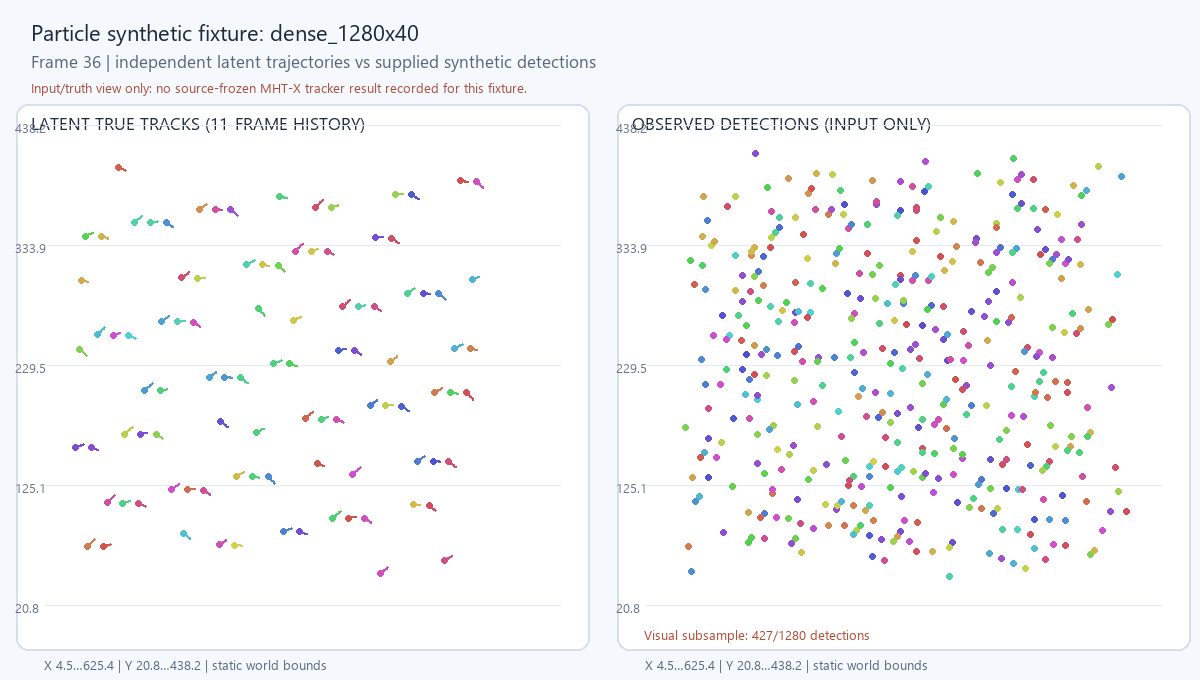 Particle synthetic fixture: dense_1280x40
Frame 36 | independent latent trajectories vs supplied synthetic detections
Input/truth view only: no source-frozen MHT-X tracker result recorded for this fixture.
LATENT TRUE TRACKS (11-FRAME HISTORY)
438.2
333.9
229.5
125.1
20.8
X 4.5...625.4 | Y 20.8...438.2 | static world bounds
OBSERVED DETECTIONS (INPUT ONLY)
438.2
333.9
229.5
125.1
20.8
Visual subsample: 427/1280 detections
X 4.5...625.4 | Y 20.8...438.2 | static world bounds